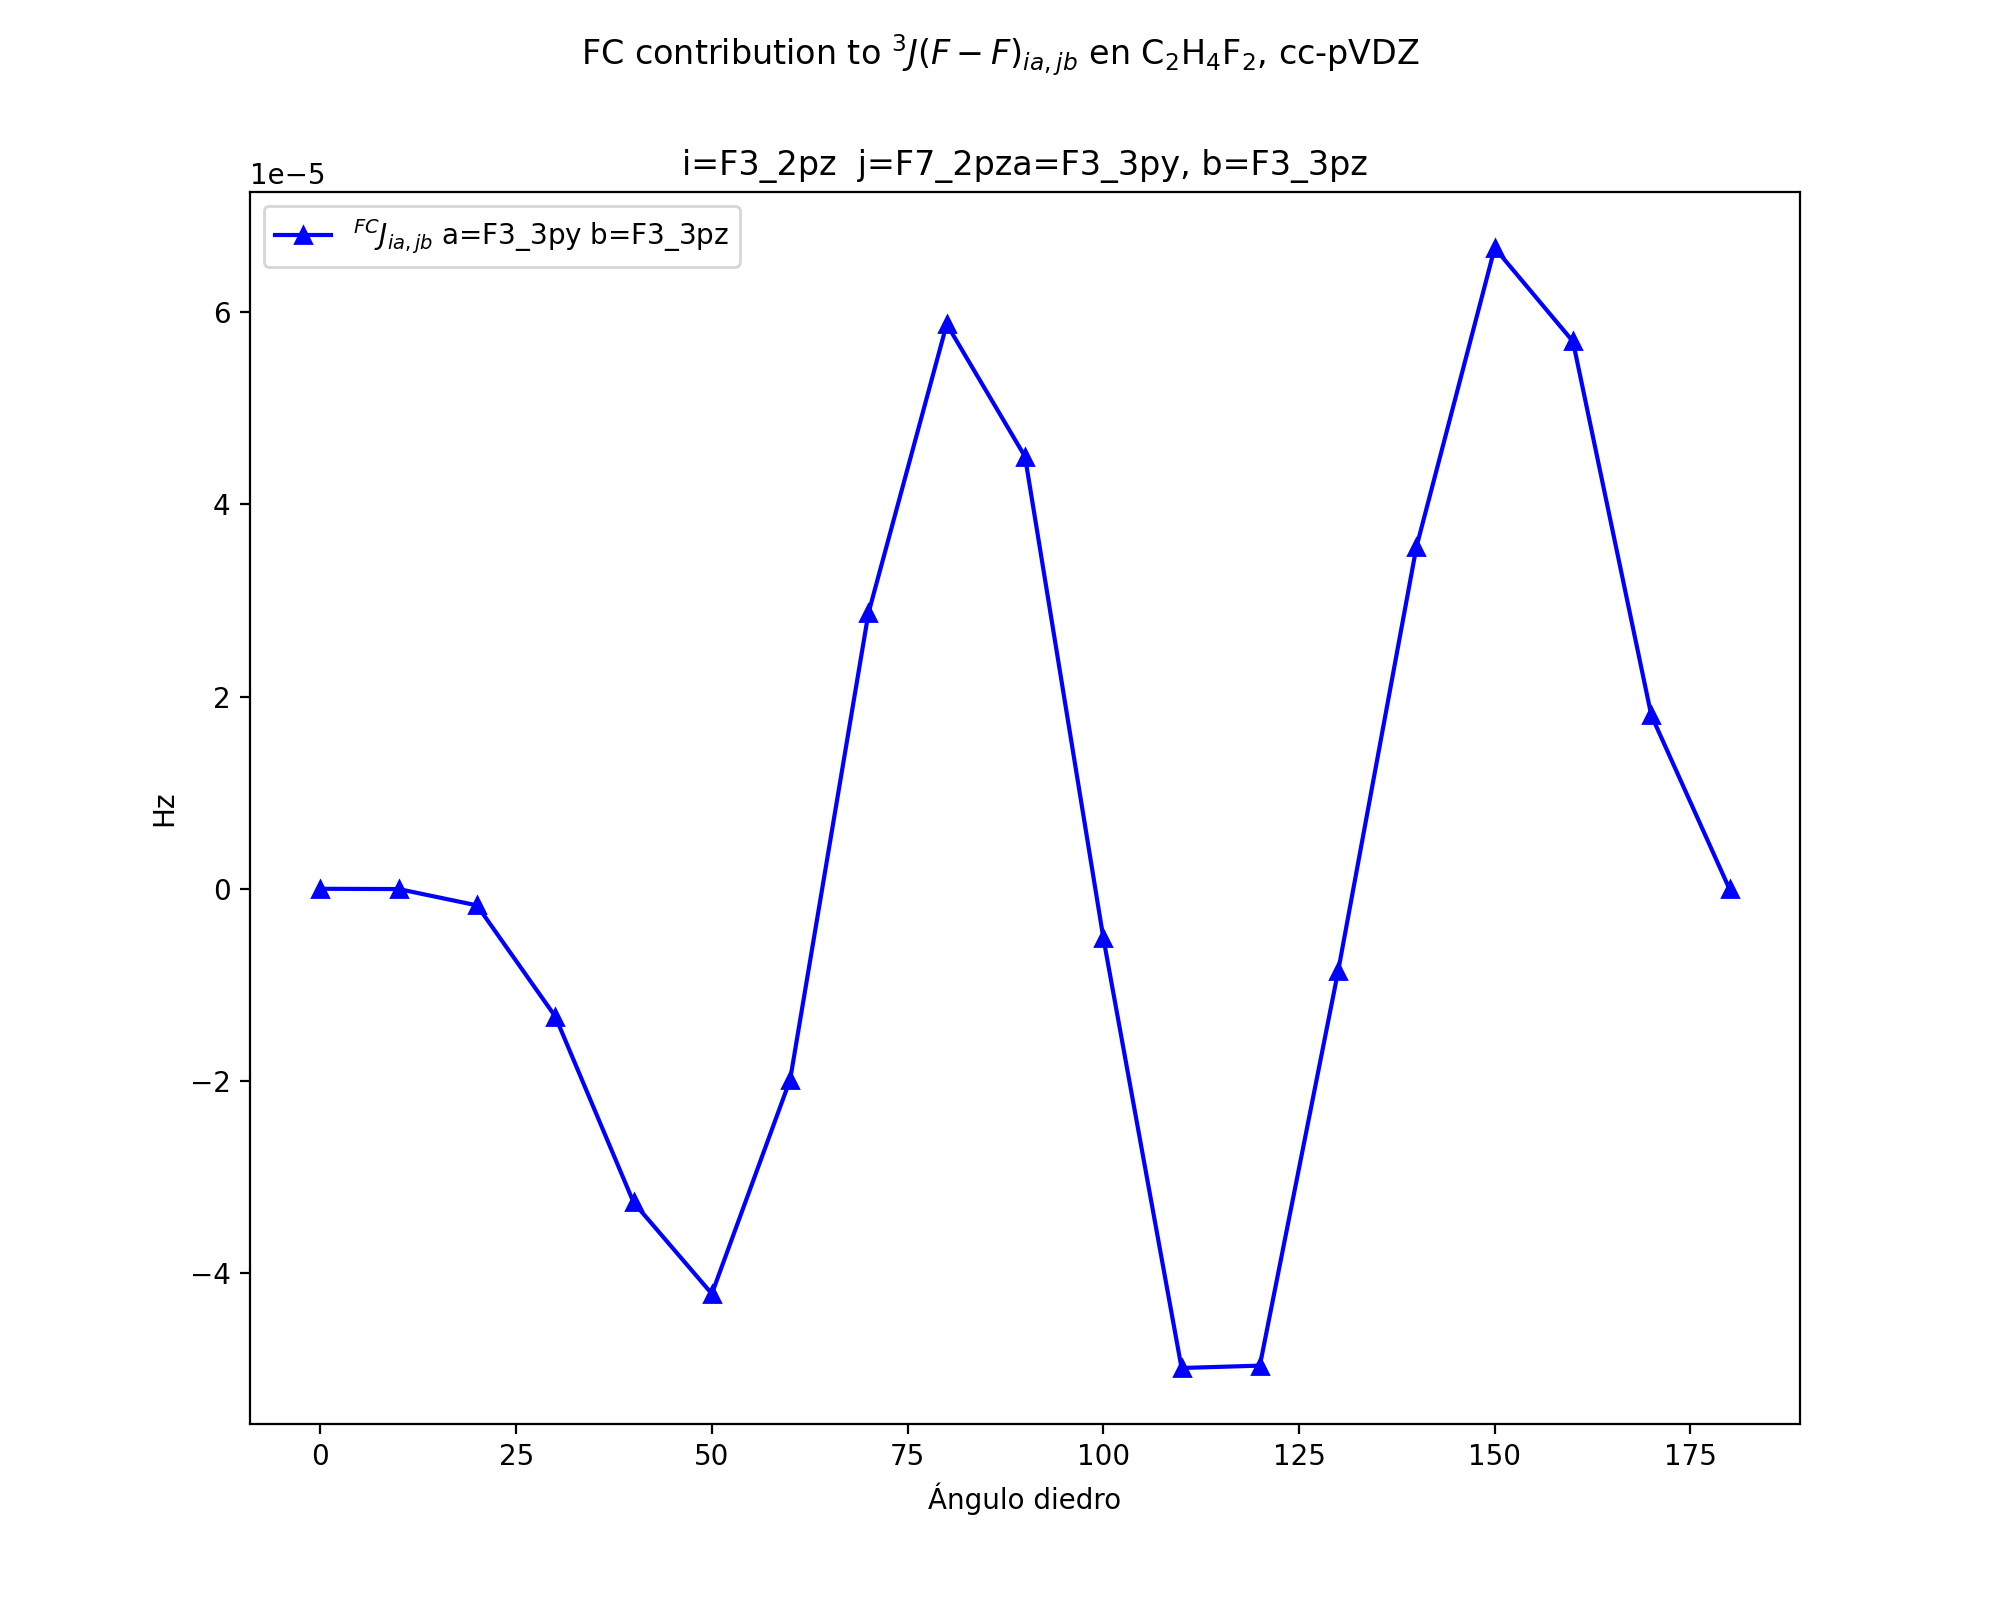 FC contribution to ³J(F − F)ᵢₐ,ⱼb en C₂H₄F₂, cc-pVDZ
i=F3_2pz  j=F7_2pza=F3_3py, b=F3_3pz
1e−5
FCJia,jb a=F3_3py b=F3_3pz
6
4
2
0
−2
−4
Hz
0 25 50 75 100 125 150 175
Ángulo diedro